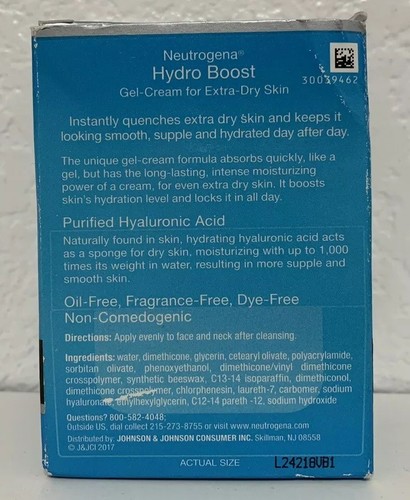 Neutrogena®
Hydro Boost
30039462
Gel-Cream for Extra-Dry Skin
Instantly quenches extra dry skin and keeps it
looking smooth, supple and hydrated day after day.
The unique gel-cream formula absorbs quickly, like a
gel, but has the long-lasting, intense moisturizing
power of a cream, for even extra dry skin. It boosts
skin's hydration level and locks it in all day.
Purified Hyaluronic Acid
Naturally found in skin, hydrating hyaluronic acid acts
as a sponge for dry skin, moisturizing with up to 1,000
times its weight in water, resulting in more supple and
smooth skin.
Oil-Free, Fragrance-Free, Dye-Free
Non-Comedogenic
Directions: Apply evenly to face and neck after cleansing.
Ingredients: water, dimethicone, glycerin, cetearyl olivate, polyacrylamide,
sorbitan olivate, phenoxyethanol, dimethicone/vinyl dimethicone
crosspolymer, synthetic beeswax, C13-14 isoparaffin, dimethiconol,
dimethicone crosspolymer, chlorphenesin, laureth-7, carbomer, sodium
hyaluronate, ethylhexylglycerin, C12-14 pareth -12, sodium hydroxide
Questions? 800-582-4048;
Outside US, dial collect 215-273-8755 or visit www.neutrogena.com
Distributed by: JOHNSON & JOHNSON CONSUMER INC. Skillman, NJ 08558
© J&JCI 2017
ACTUAL SIZE
L24218VB1